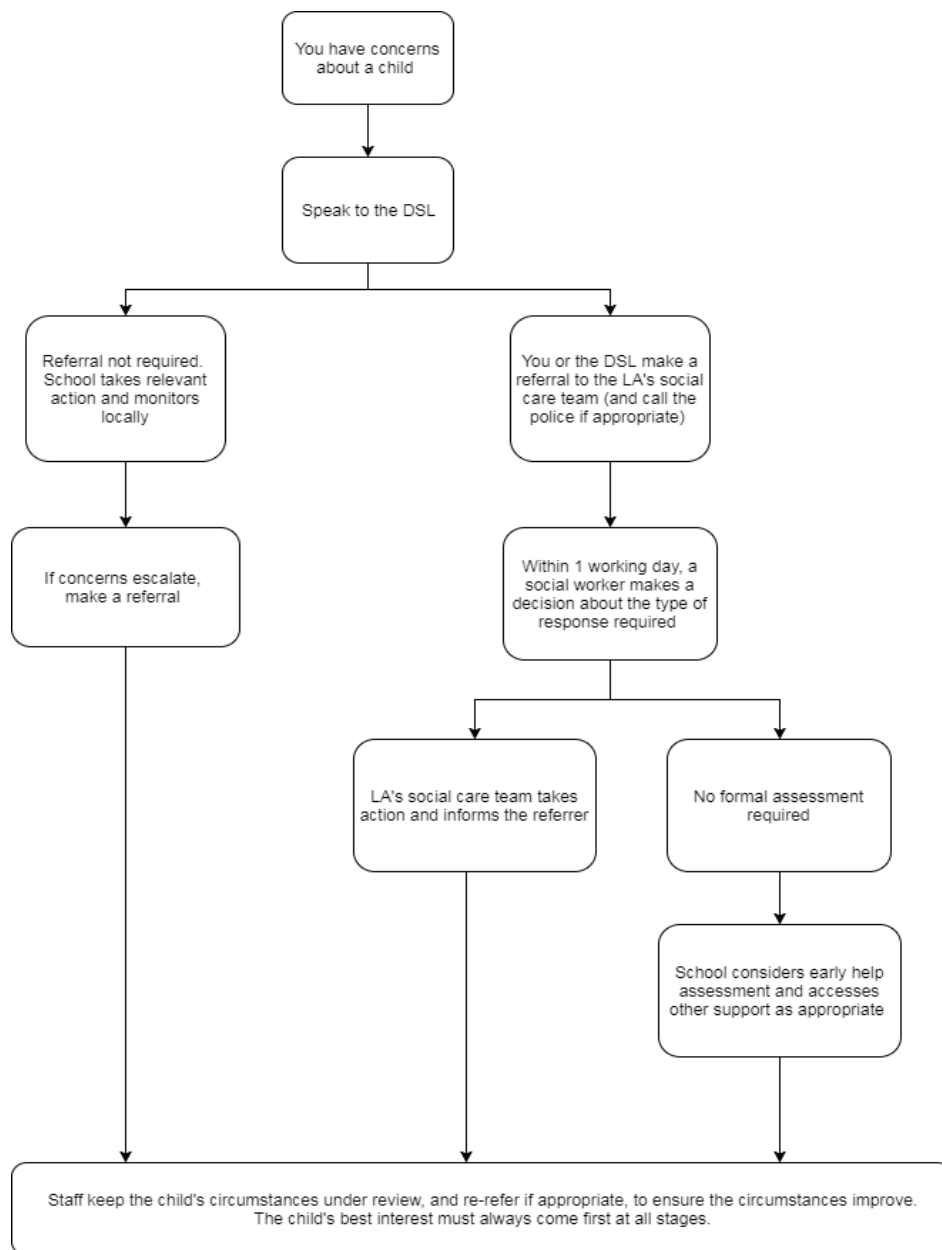 You have concerns
about a child
Speak to the DSL
Referral not required.
School takes relevant
action and monitors
locally
You or the DSL make a
referral to the LA's social
care team (and call the
police if appropriate)
If concerns escalate,
make a referral
Within 1 working day, a
social worker makes a
decision about the type of
response required
LA's social care team takes
action and informs the referrer
No formal assessment
required
School considers early help
assessment and accesses
other support as appropriate
Staff keep the child's circumstances under review, and re-refer if appropriate, to ensure the circumstances improve.
The child's best interest must always come first at all stages.